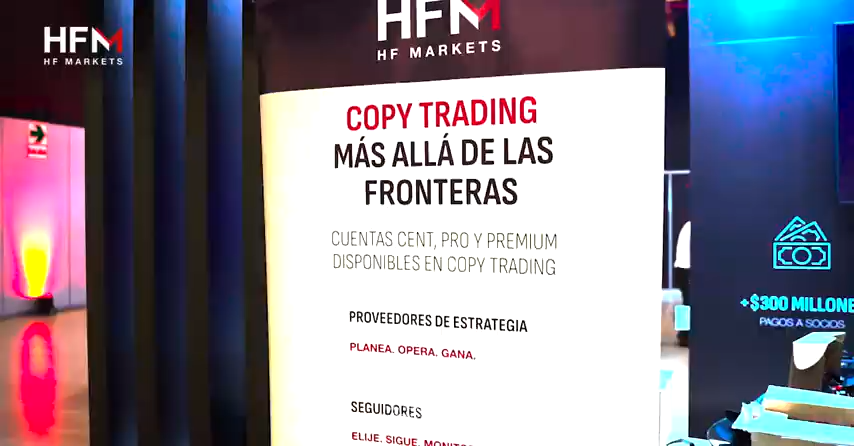 HFM
HF MARKETS
HFM
HF MARKETS
COPY TRADING
MÁS ALLÁ DE LAS
FRONTERAS
CUENTAS CENT, PRO Y PREMIUM
DISPONIBLES EN COPY TRADING
PROVEEDORES DE ESTRATEGIA
PLANEA. OPERA. GANA.
SEGUIDORES
ELIJE. SIGUE.
+$300 MILLONE
PAGOS A SOCIOS